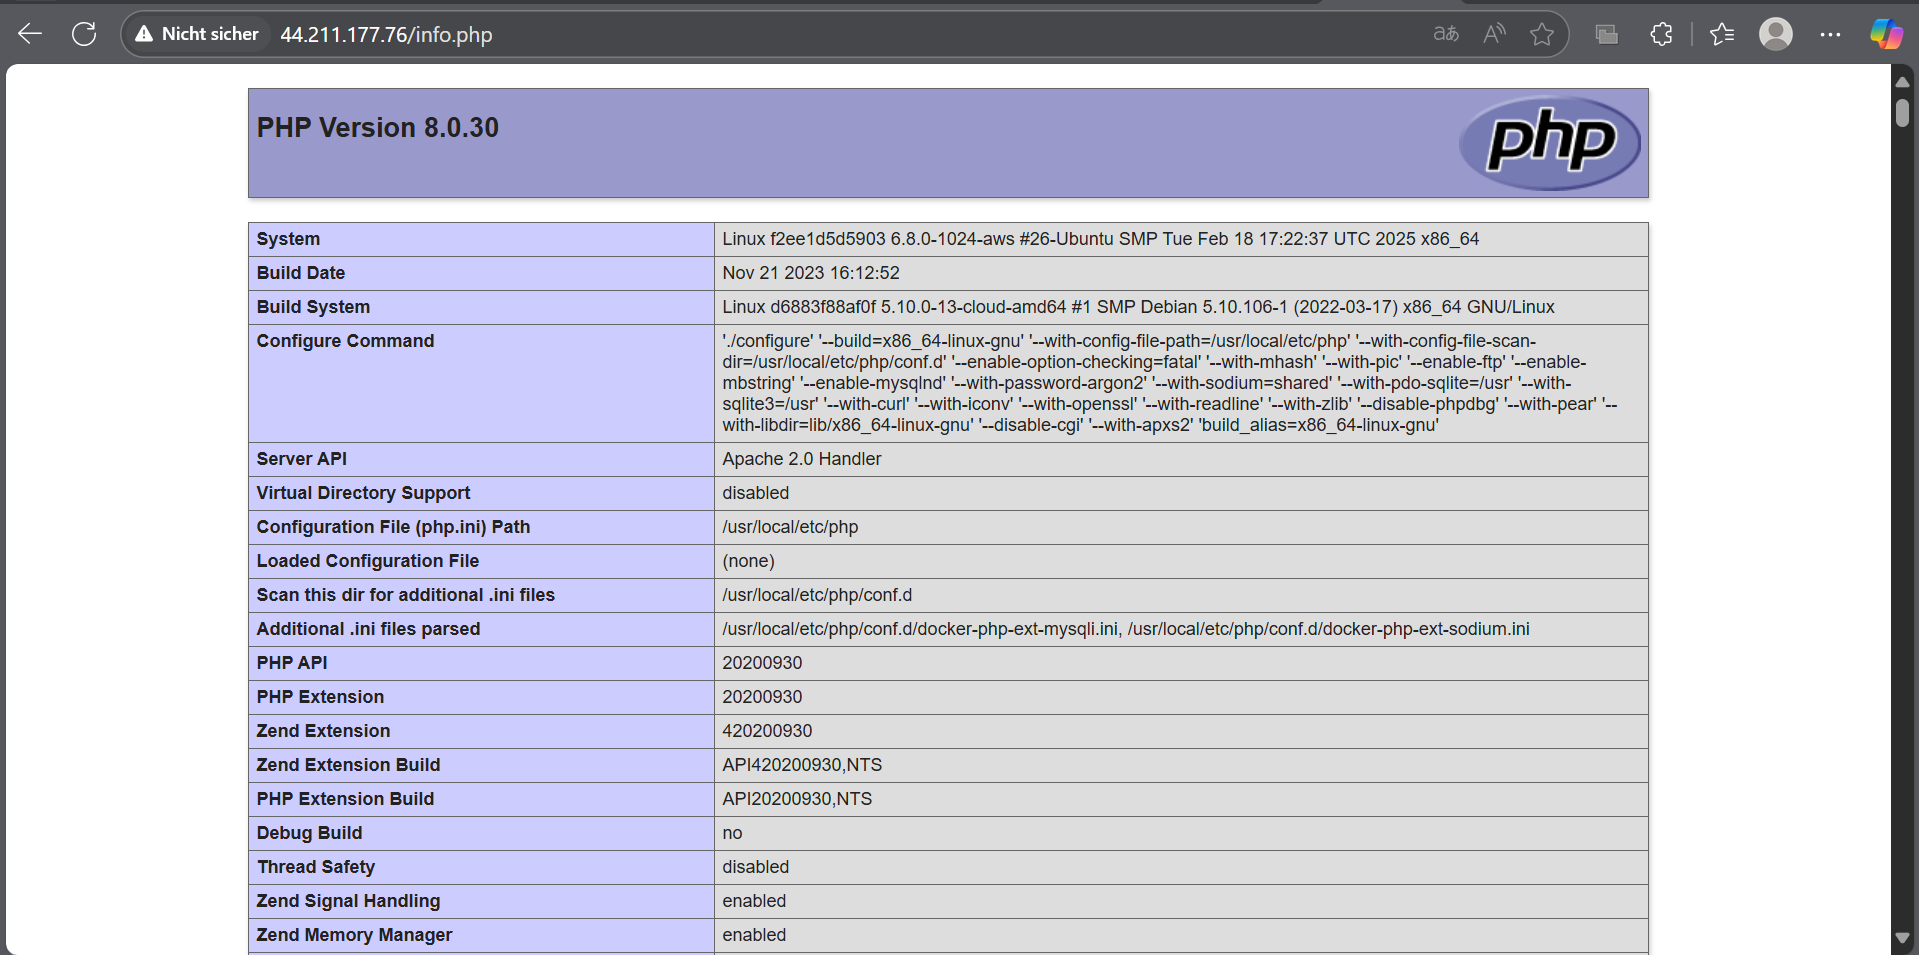 Nicht sicher 44.211.177.76/info.php
PHP Version 8.0.30
php
System Linux f2ee1d5d5903 6.8.0-1024-aws #26-Ubuntu SMP Tue Feb 18 17:22:37 UTC 2025 x86_64
Build Date Nov 21 2023 16:12:52
Build System Linux d6883f88af0f 5.10.0-13-cloud-amd64 #1 SMP Debian 5.10.106-1 (2022-03-17) x86_64 GNU/Linux
Configure Command './configure' '--build=x86_64-linux-gnu' '--with-config-file-path=/usr/local/etc/php' '--with-config-file-scan-
dir=/usr/local/etc/php/conf.d' '--enable-option-checking=fatal' '--with-mhash' '--with-pic' '--enable-ftp' '--enable-
mbstring' '--enable-mysqlnd' '--with-password-argon2' '--with-sodium=shared' '--with-pdo-sqlite=/usr' '--with-
sqlite3=/usr' '--with-curl' '--with-iconv' '--with-openssl' '--with-readline' '--with-zlib' '--disable-phpdbg' '--with-pear' '--
with-libdir=lib/x86_64-linux-gnu' '--disable-cgi' '--with-apxs2' 'build_alias=x86_64-linux-gnu'
Server API Apache 2.0 Handler
Virtual Directory Support disabled
Configuration File (php.ini) Path /usr/local/etc/php
Loaded Configuration File (none)
Scan this dir for additional .ini files /usr/local/etc/php/conf.d
Additional .ini files parsed /usr/local/etc/php/conf.d/docker-php-ext-mysqli.ini, /usr/local/etc/php/conf.d/docker-php-ext-sodium.ini
PHP API 20200930
PHP Extension 20200930
Zend Extension 420200930
Zend Extension Build API420200930,NTS
PHP Extension Build API20200930,NTS
Debug Build no
Thread Safety disabled
Zend Signal Handling enabled
Zend Memory Manager enabled